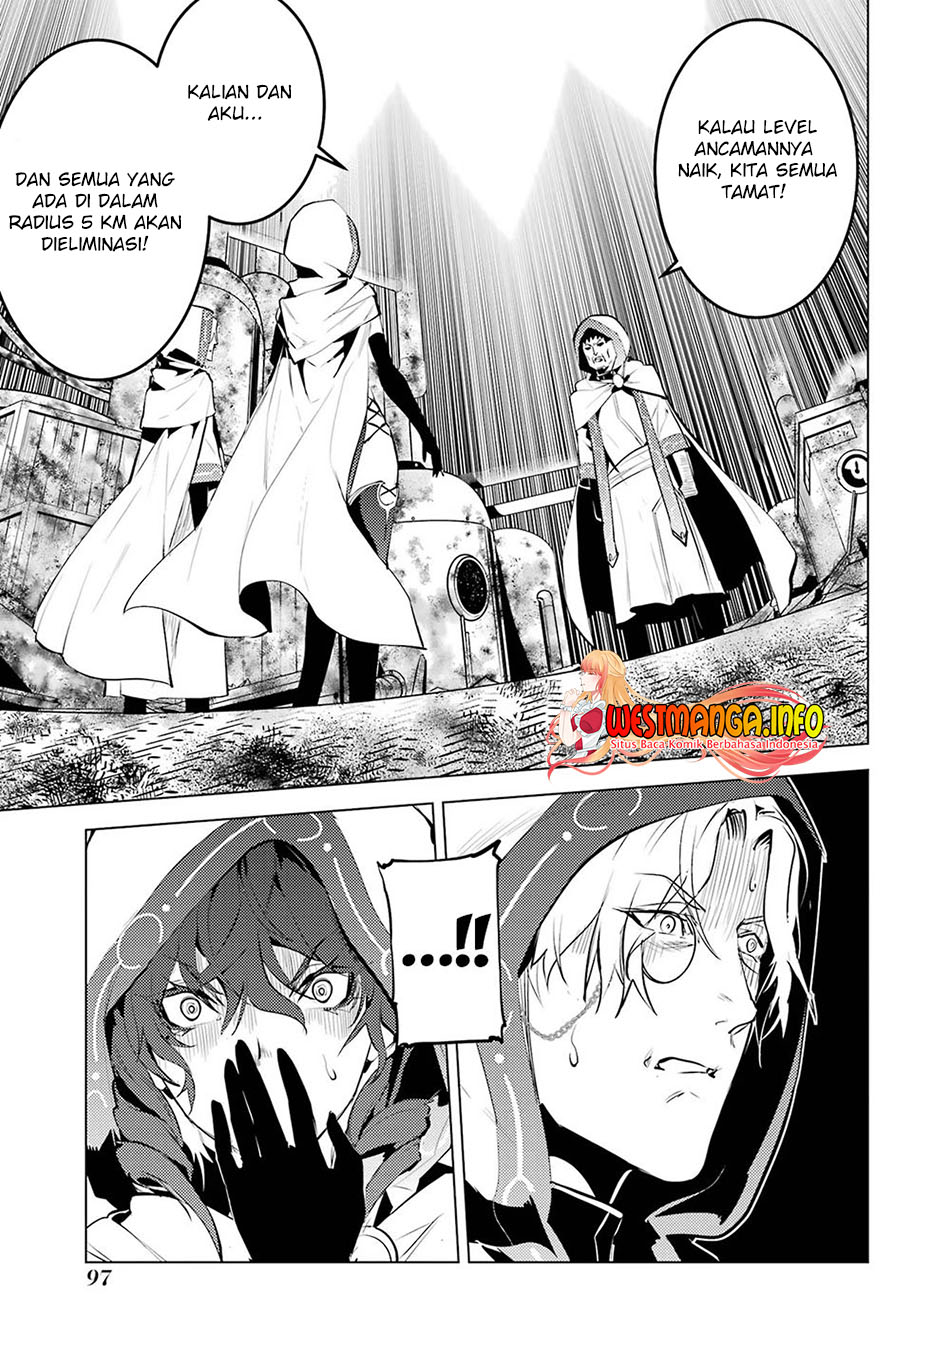 KALAU LEVEL
ANCAMANNYA
NAIK, KITA SEMUA
TAMAT!
KALIAN DAN
AKU...
DAN SEMUA YANG
ADA DI DALAM
RADIUS 5 KM AKAN
DIELIMINASI!
WESTMANGA.INFO
Situs Baca Komik Berbahasa Indonesia
.....!!
97